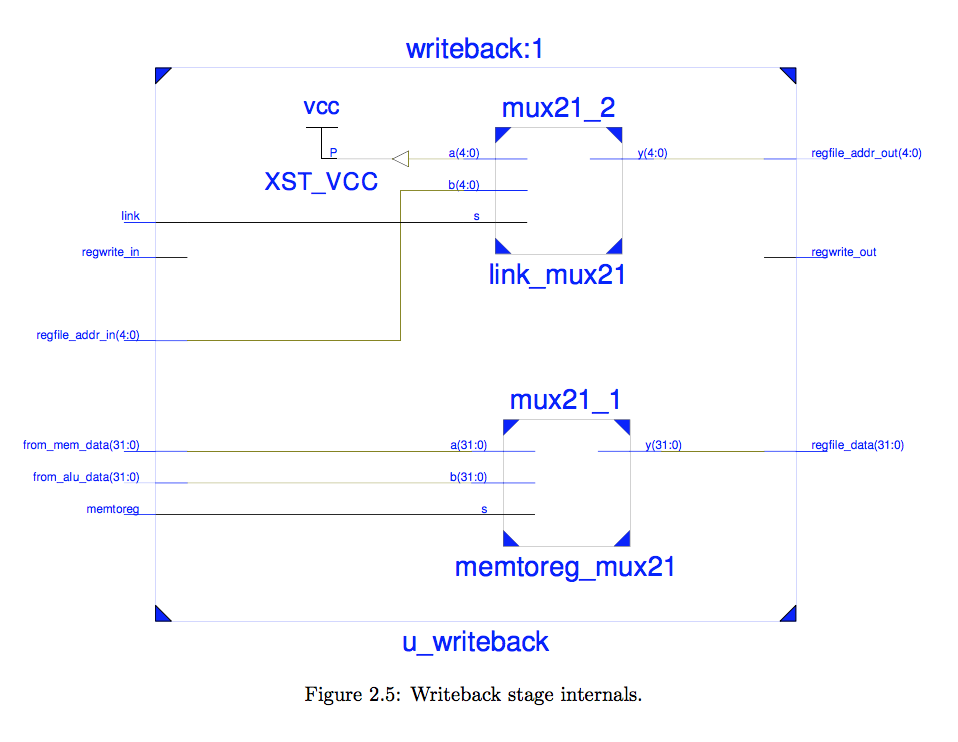 writeback:1
vcc
mux21_2
P
a(4:0)
y(4:0)
regfile_addr_out(4:0)
XST_VCC
b(4:0)
link
s
regwrite_in
regwrite_out
link_mux21
regfile_addr_in(4:0)
mux21_1
from_mem_data(31:0)
a(31:0)
y(31:0)
regfile_data(31:0)
from_alu_data(31:0)
b(31:0)
memtoreg
s
memtoreg_mux21
u_writeback
Figure 2.5: Writeback stage internals.